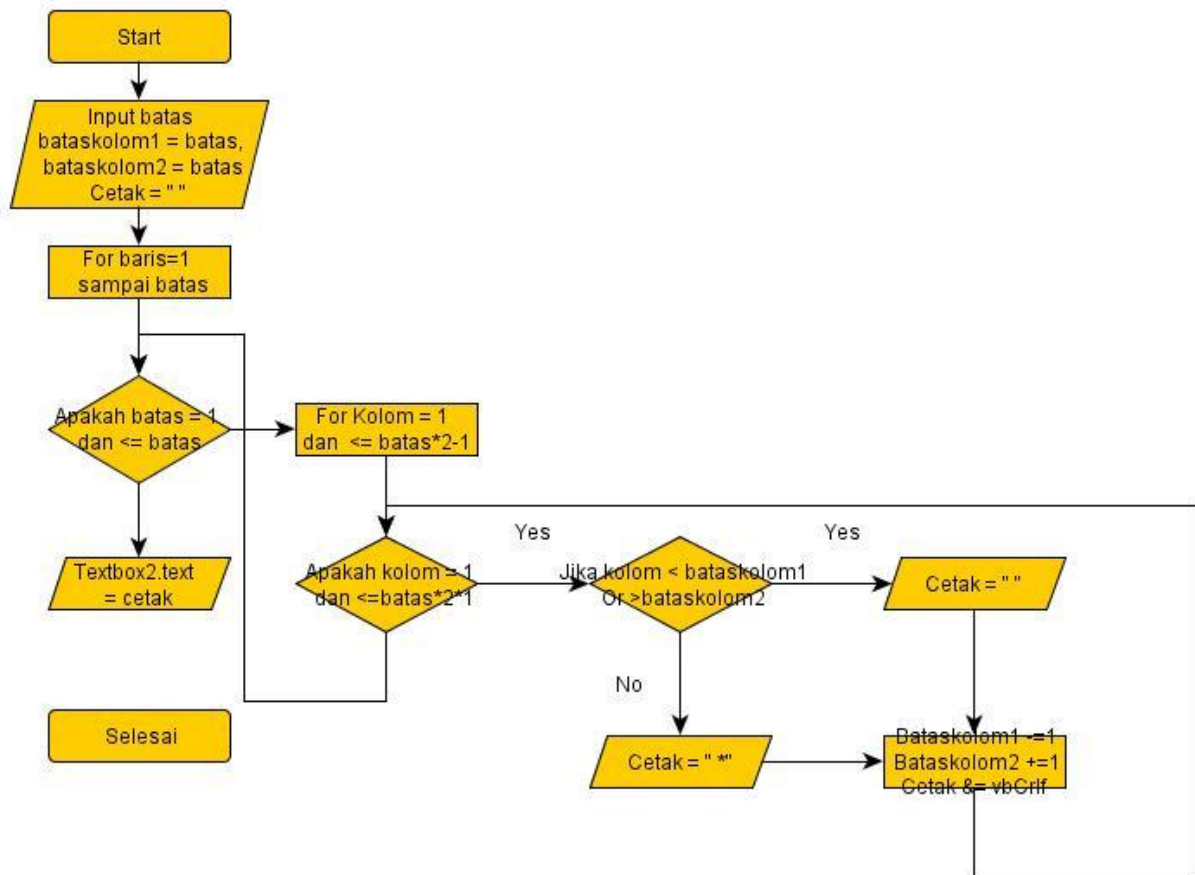 Start
Input batas
bataskolom1 = batas,
bataskolom2 = batas
Cetak = " "
For baris=1
sampai batas
Apakah batas = 1
dan <= batas
For Kolom = 1
dan <= batas*2-1
Textbox2.text
= cetak
Apakah kolom = 1
dan <=batas*2*1
Yes
Jika kolom < bataskolom1
Or >bataskolom2
Yes
Cetak = " "
No
Cetak = " *"
Bataskolom1 -=1
Bataskolom2 +=1
Cetak &= vbCrlf
Selesai